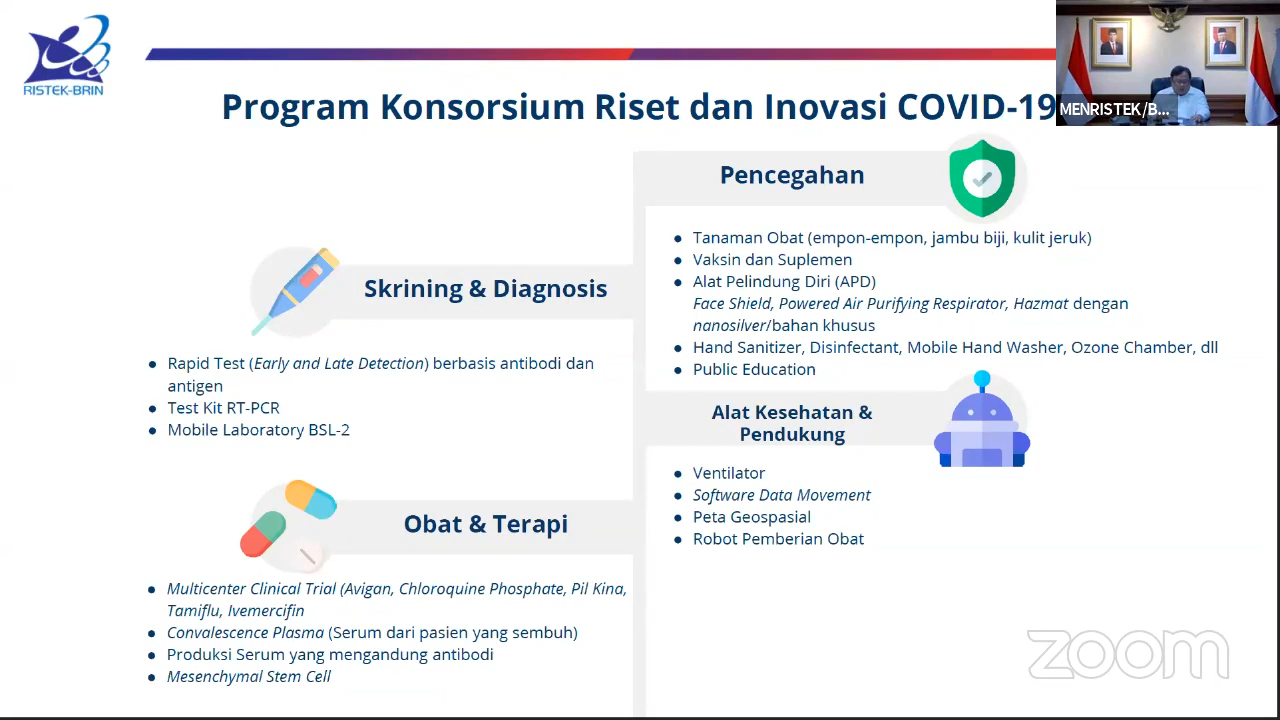 RISTEK-BRIN
Program Konsorsium Riset dan Inovasi COVID-19
MENRISTEK/B...
Pencegahan
● Tanaman Obat (empon-empon, jambu biji, kulit jeruk)
● Vaksin dan Suplemen
● Alat Pelindung Diri (APD)
Face Shield, Powered Air Purifying Respirator, Hazmat dengan
nanosilver/bahan khusus
● Hand Sanitizer, Disinfectant, Mobile Hand Washer, Ozone Chamber, dll
● Public Education
Skrining & Diagnosis
● Rapid Test (Early and Late Detection) berbasis antibodi dan
antigen
● Test Kit RT-PCR
● Mobile Laboratory BSL-2
Alat Kesehatan &
Pendukung
● Ventilator
● Software Data Movement
● Peta Geospasial
● Robot Pemberian Obat
Obat & Terapi
● Multicenter Clinical Trial (Avigan, Chloroquine Phosphate, Pil Kina,
Tamiflu, Ivemercifin
● Convalescence Plasma (Serum dari pasien yang sembuh)
● Produksi Serum yang mengandung antibodi
● Mesenchymal Stem Cell
zoom